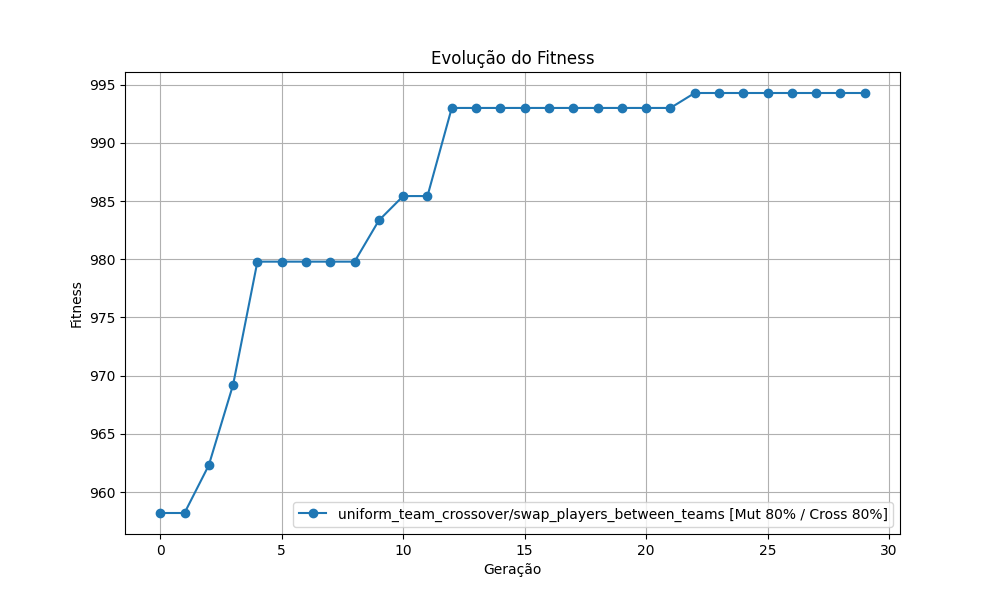 Evolução do Fitness
995
990
985
980
975
970
965
960
Fitness
uniform_team_crossover/swap_players_between_teams [Mut 80% / Cross 80%]
0 5 10 15 20 25 30
Geração